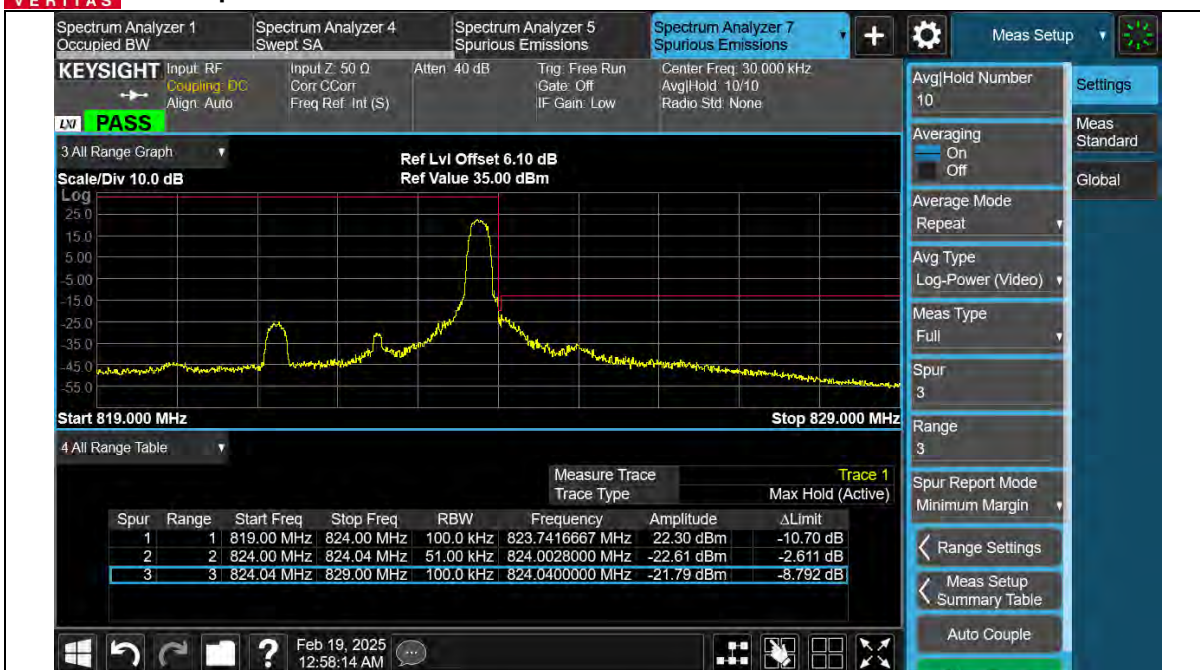 VERITAS
Spectrum Analyzer 1
Occupied BW
Spectrum Analyzer 4
Swept SA
Spectrum Analyzer 5
Spurious Emissions
Spectrum Analyzer 7
Spurious Emissions
Meas Setup
KEYSIGHT
LXI PASS
Input: RF
Coupling: DC
Align: Auto
Input Z: 50 Ω
Corr CCorr
Freq Ref: Int (S)
Atten: 40 dB
Trig: Free Run
Gate: Off
IF Gain: Low
Center Freq: 30.000 kHz
Avg|Hold: 10/10
Radio Std: None
3 All Range Graph
Scale/Div 10.0 dB
Ref Lvl Offset 6.10 dB
Ref Value 35.00 dBm
Log
25.0
15.0
5.00
-5.00
-15.0
-25.0
-35.0
-45.0
-55.0
Start 819.000 MHz Stop 829.000 MHz
4 All Range Table
Measure Trace Trace 1
Trace Type Max Hold (Active)
Spur Range Start Freq Stop Freq RBW Frequency Amplitude ΔLimit
1 1 819.00 MHz 824.00 MHz 100.0 kHz 823.7416667 MHz 22.30 dBm -10.70 dB
2 2 824.00 MHz 824.04 MHz 51.00 kHz 824.0028000 MHz -22.61 dBm -2.611 dB
3 3 824.04 MHz 829.00 MHz 100.0 kHz 824.0400000 MHz -21.79 dBm -8.792 dB
Feb 19, 2025
12:58:14 AM
Avg|Hold Number
10
Averaging
On
Off
Average Mode
Repeat
Avg Type
Log-Power (Video)
Meas Type
Full
Spur
3
Range
3
Spur Report Mode
Minimum Margin
Range Settings
Meas Setup
Summary Table
Auto Couple
Settings
Meas
Standard
Global